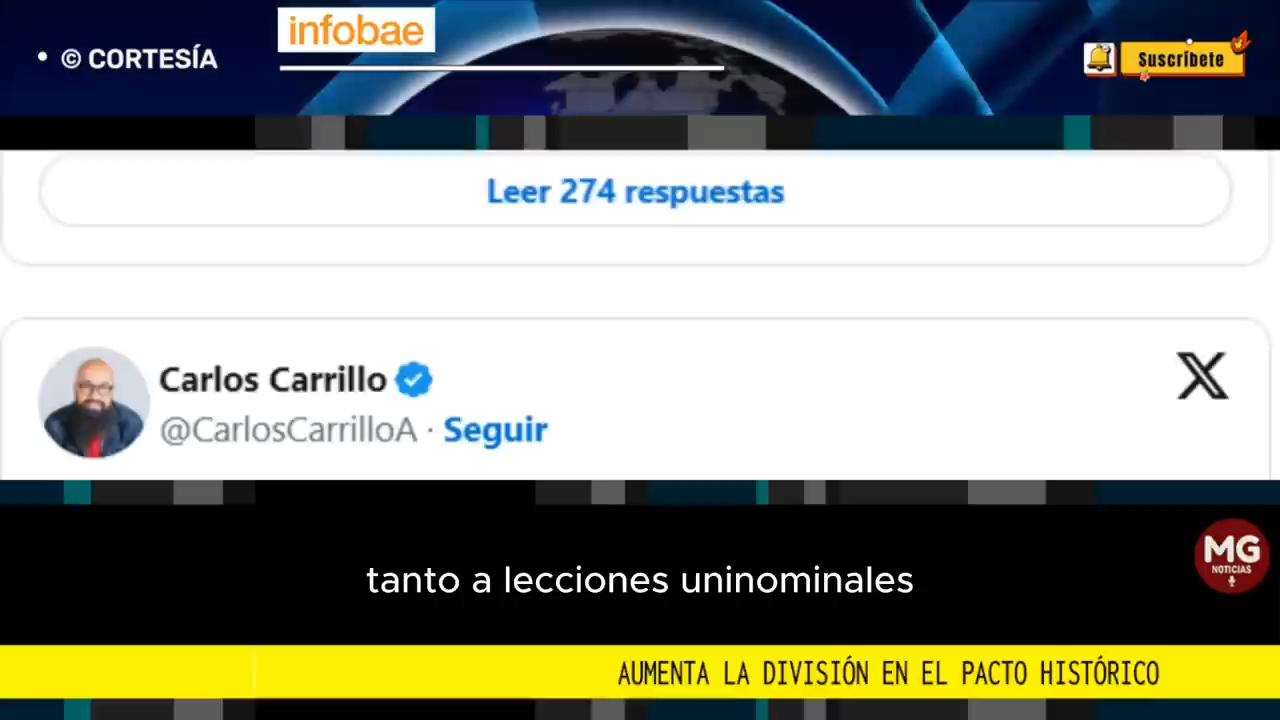 infobae
• © CORTESÍA
Suscríbete
Leer 274 respuestas
Carlos Carrillo
@CarlosCarrilloA · Seguir
tanto a lecciones uninominales
MG
NOTICIAS
AUMENTA LA DIVISIÓN EN EL PACTO HISTÓRICO